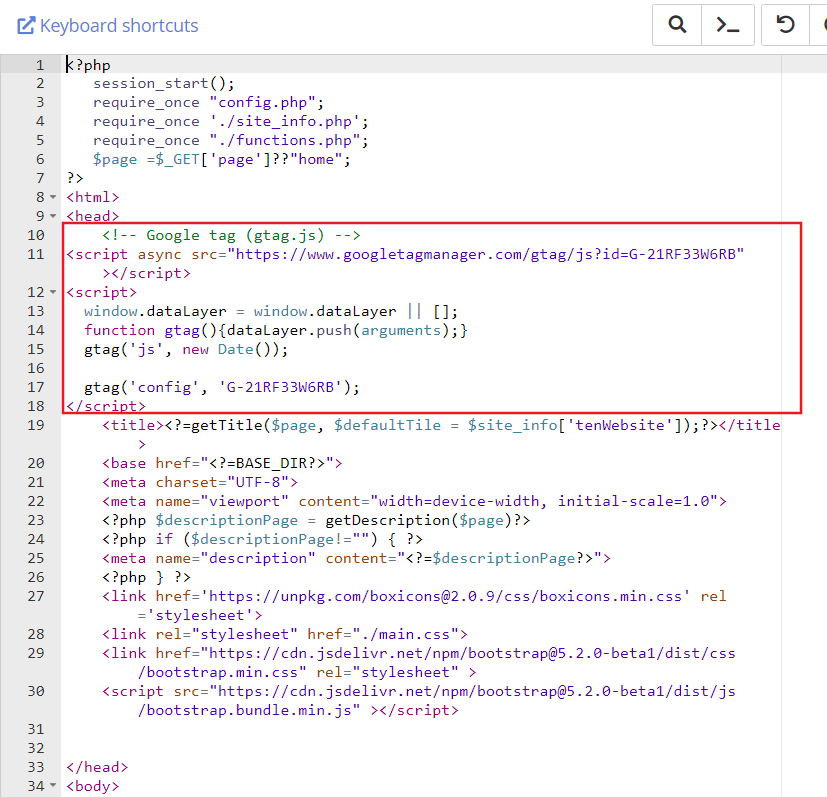 Keyboard shortcuts
1 <?php
2 session_start();
3 require_once "config.php";
4 require_once './site_info.php';
5 require_once "./functions.php";
6 $page =$_GET['page']??"home";
7 ?>
8 <html>
9 <head>
10 <!-- Google tag (gtag.js) -->
11 <script async src="https://www.googletagmanager.com/gtag/js?id=G-21RF33W6RB"
></script>
12 <script>
13 window.dataLayer = window.dataLayer || [];
14 function gtag(){dataLayer.push(arguments);}
15 gtag('js', new Date());
16
17 gtag('config', 'G-21RF33W6RB');
18 </script>
19 <title><?=getTitle($page, $defaultTile = $site_info['tenWebsite']);?></title
>
20 <base href="<?=BASE_DIR?>">
21 <meta charset="UTF-8">
22 <meta name="viewport" content="width=device-width, initial-scale=1.0">
23 <?php $descriptionPage = getDescription($page)?>
24 <?php if ($descriptionPage!="") { ?>
25 <meta name="description" content="<?=$descriptionPage?>">
26 <?php } ?>
27 <link href='https://unpkg.com/boxicons@2.0.9/css/boxicons.min.css' rel
='stylesheet'>
28 <link rel="stylesheet" href="./main.css">
29 <link href="https://cdn.jsdelivr.net/npm/bootstrap@5.2.0-beta1/dist/css
/bootstrap.min.css" rel="stylesheet" >
30 <script src="https://cdn.jsdelivr.net/npm/bootstrap@5.2.0-beta1/dist/js
/bootstrap.bundle.min.js" ></script>
31
32
33 </head>
34 <body>